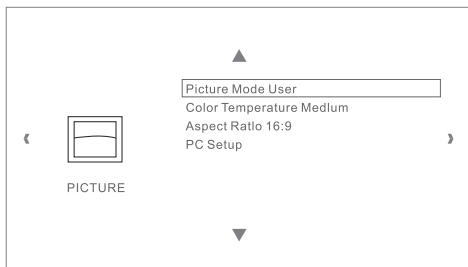 Picture Mode User
Color Temperature Medlum
Aspect Ratlo 16:9
PC Setup
PICTURE